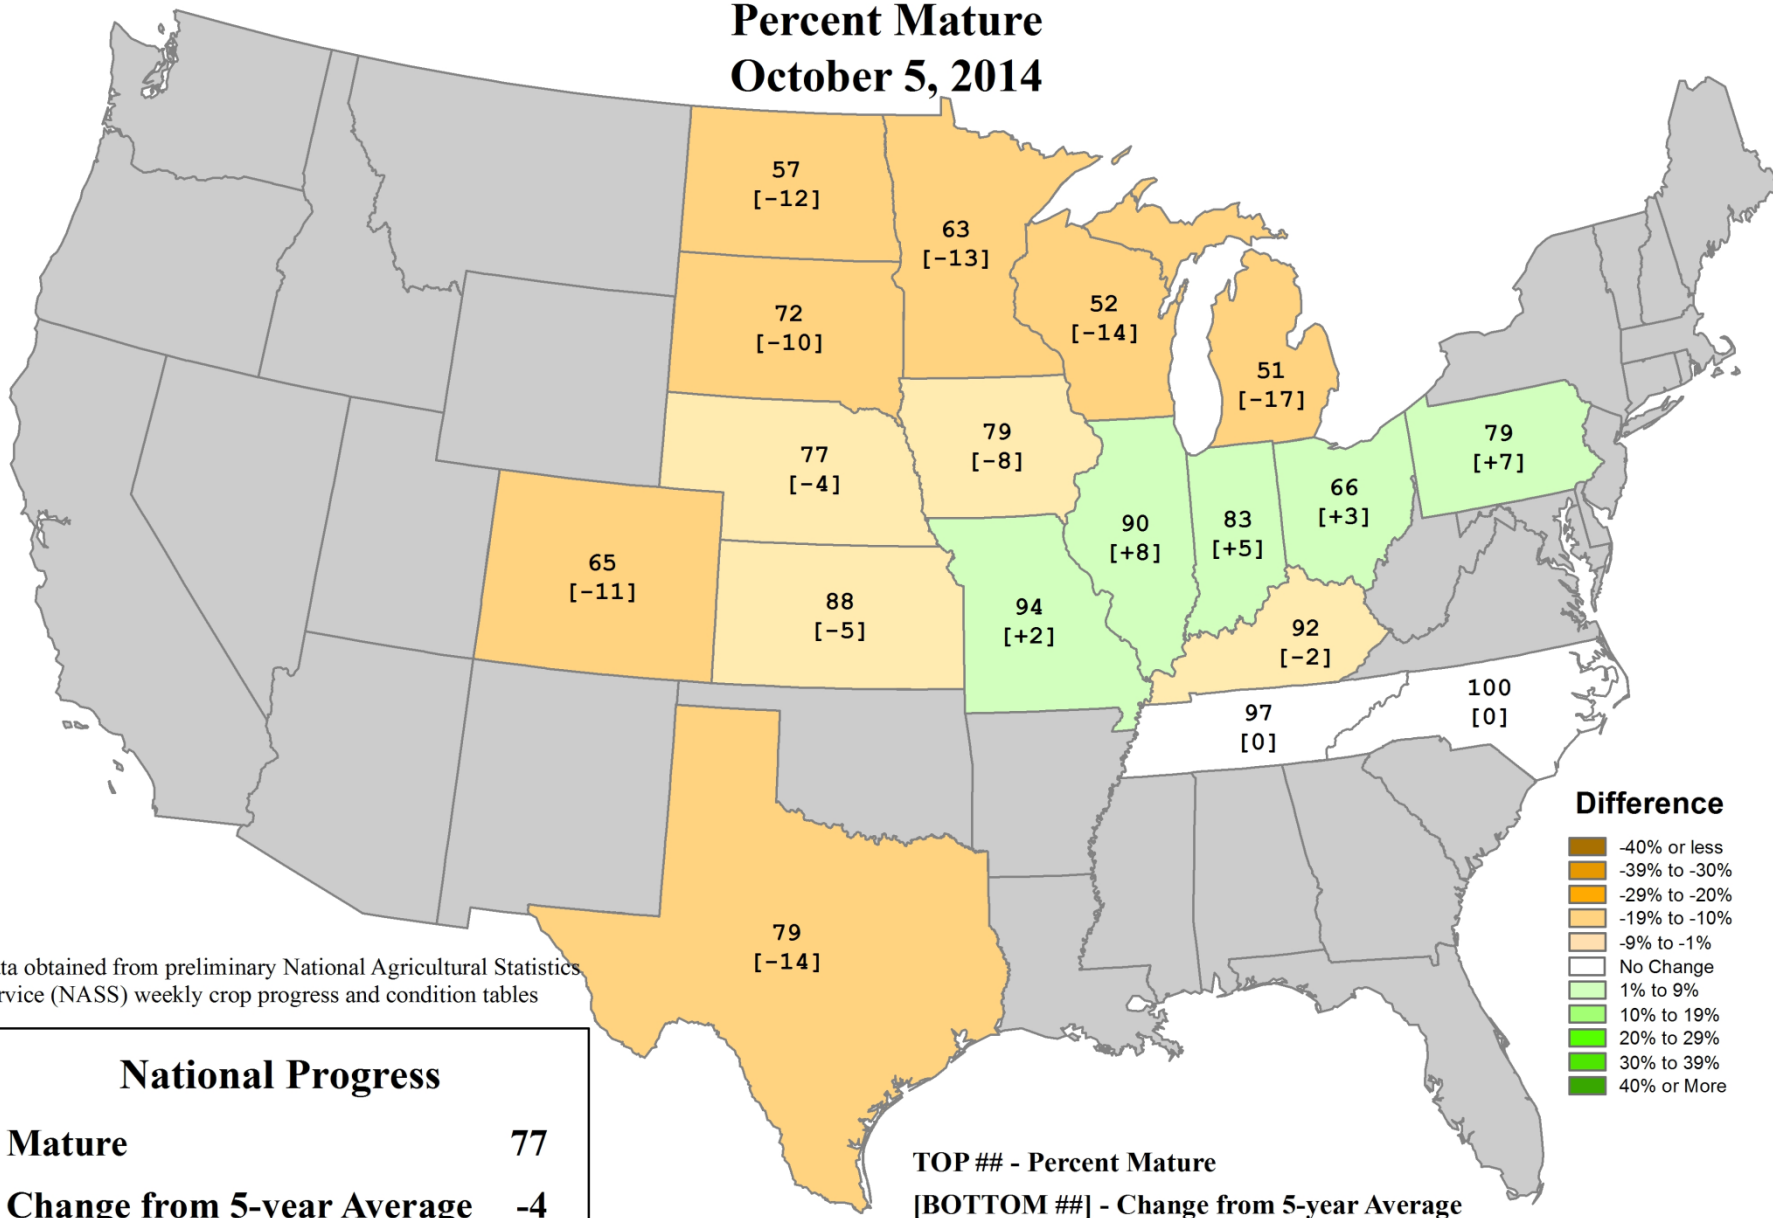 Percent Mature
October 5, 2014
57
[-12]
63
[-13]
72
[-10]
52
[-14]
51
[-17]
77
[-4]
79
[-8]
79
[+7]
90
[+8]
83
[+5]
66
[+3]
65
[-11]
88
[-5]
94
[+2]
92
[-2]
97
[0]
100
[0]
79
[-14]
Difference
-40% or less
-39% to -30%
-29% to -20%
-19% to -10%
-9% to -1%
No Change
1% to 9%
10% to 19%
20% to 29%
30% to 39%
40% or More
ta obtained from preliminary National Agricultural Statistics
rvice (NASS) weekly crop progress and condition tables
National Progress
Mature 77
Change from 5-year Average -4
TOP ## - Percent Mature
[BOTTOM ##] - Change from 5-year Average